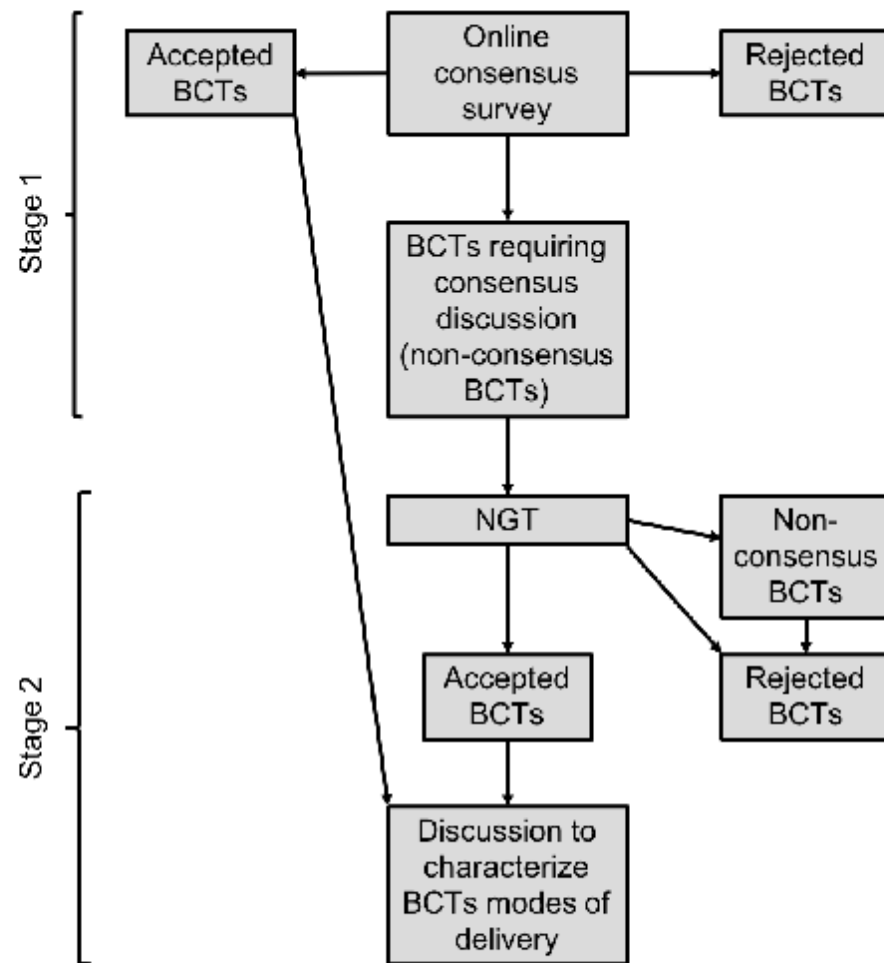 Accepted
BCTs
Online
consensus
survey
Rejected
BCTs
Stage 1
BCTs requiring
consensus
discussion
(non-consensus
BCTs)
NGT
Non-
consensus
BCTs
Stage 2
Accepted
BCTs
Rejected
BCTs
Discussion to
characterize
BCTs modes of
delivery